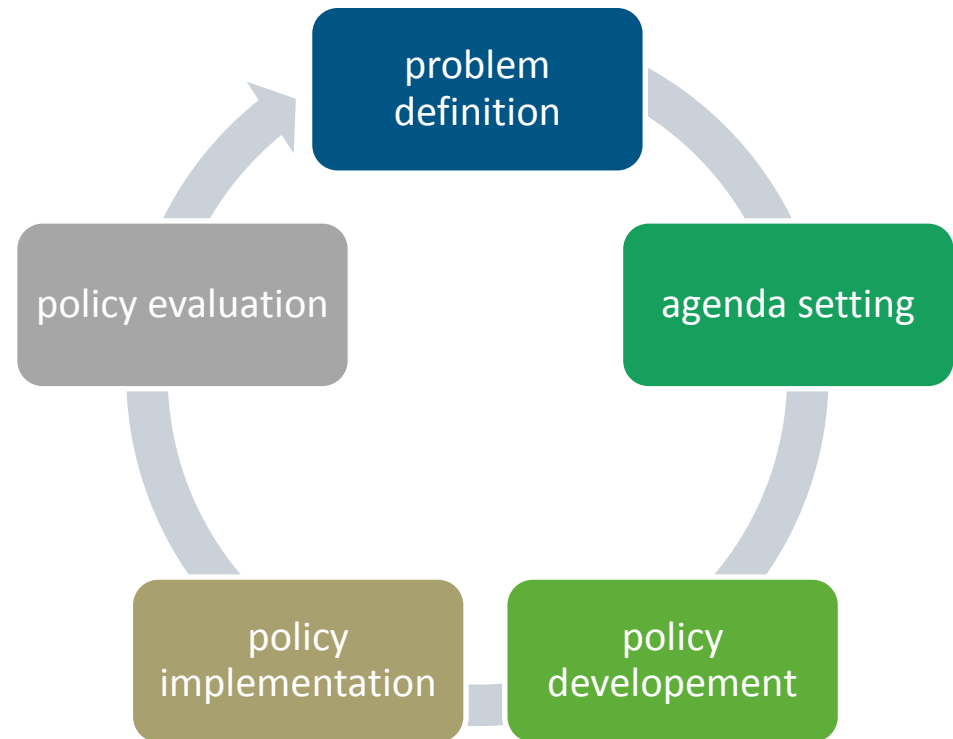 problem
definition
agenda setting
policy
developement
policy
implementation
policy evaluation